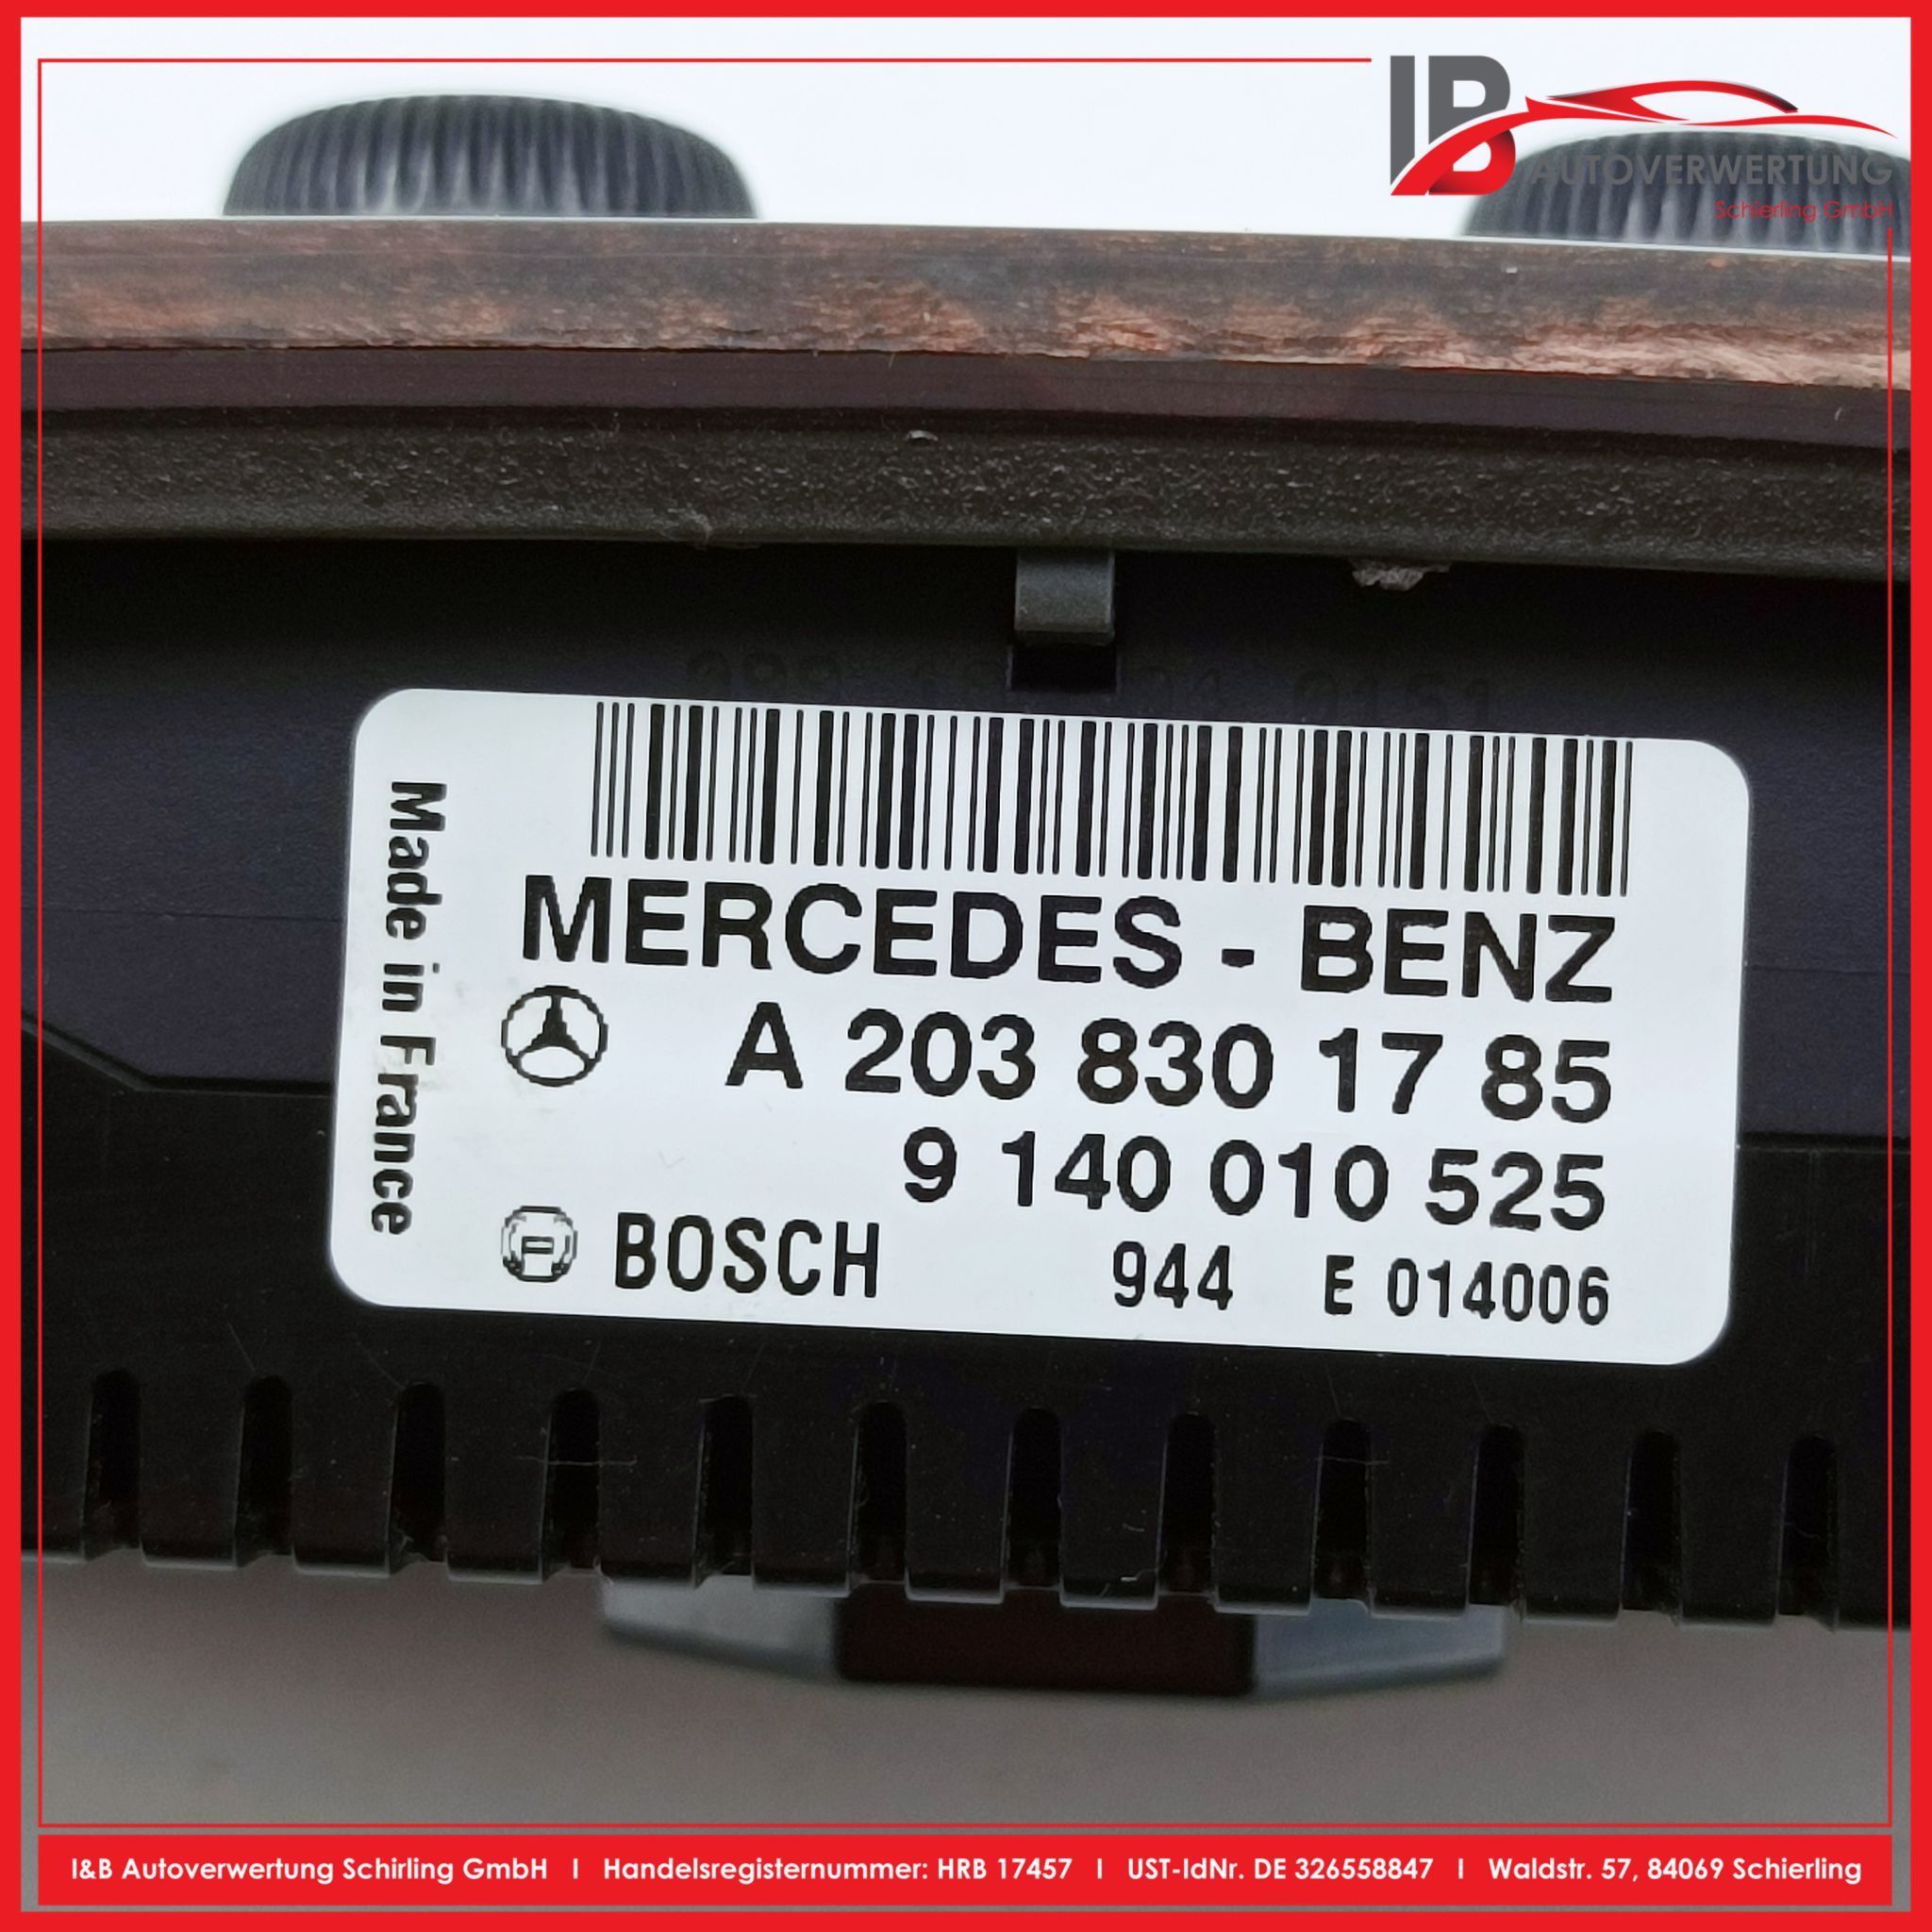 IB
AUTOVERWERTUNG
Schierling GmbH
MERCEDES - BENZ
A 203 830 17 85
9 140 010 525
BOSCH 944 E 014006
Made in France
I&B Autoverwertung Schirling GmbH | Handelsregisternummer: HRB 17457 | UST-IdNr. DE 326558847 | Waldstr. 57, 84069 Schierling